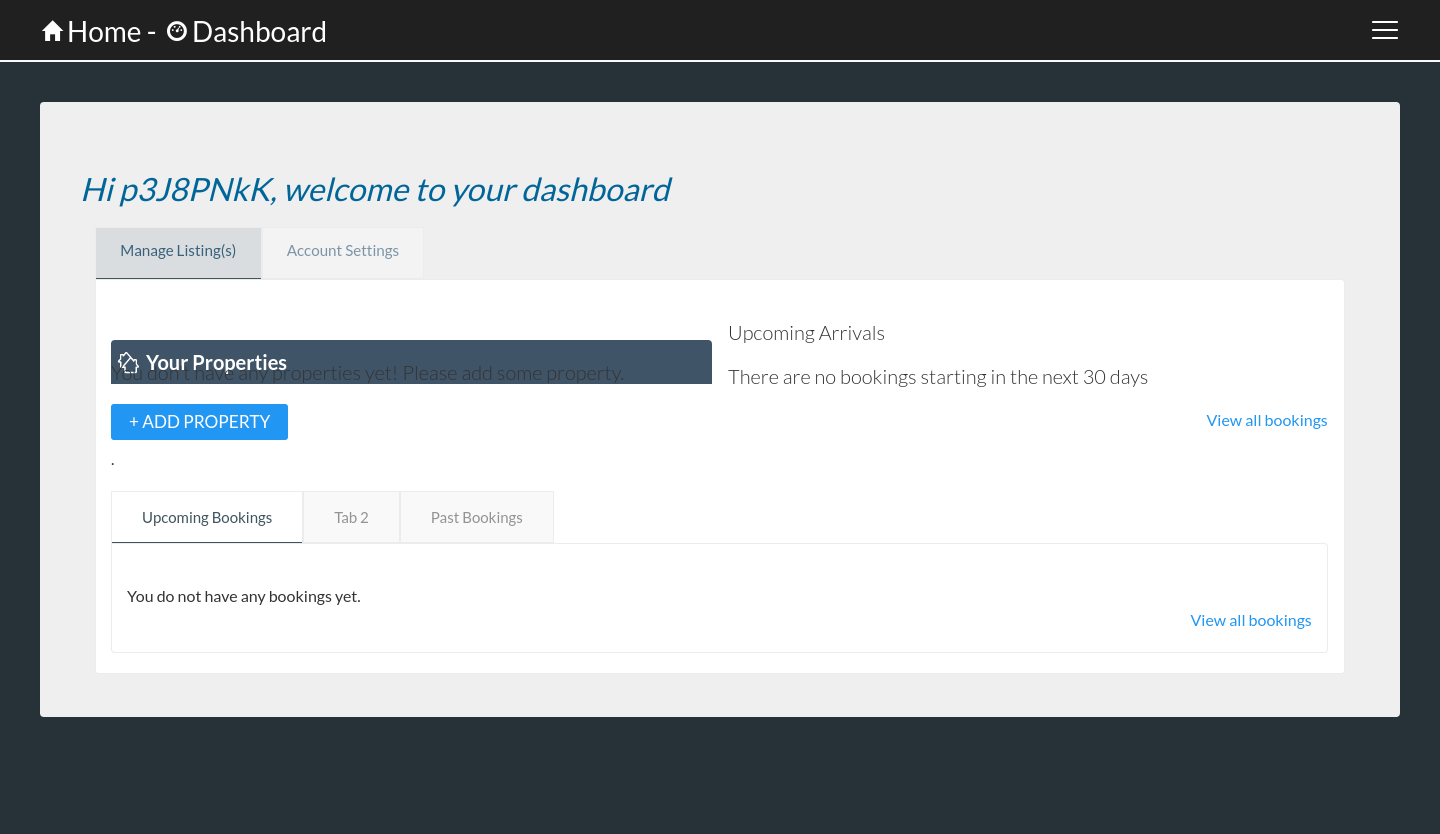 Home - Dashboard
Hi p3J8PNkK, welcome to your dashboard
Manage Listing(s) Account Settings
Your Properties
You don't have any properties yet! Please add some property.
+ ADD PROPERTY
.
Upcoming Arrivals
There are no bookings starting in the next 30 days
View all bookings
Upcoming Bookings Tab 2 Past Bookings
You do not have any bookings yet.
View all bookings